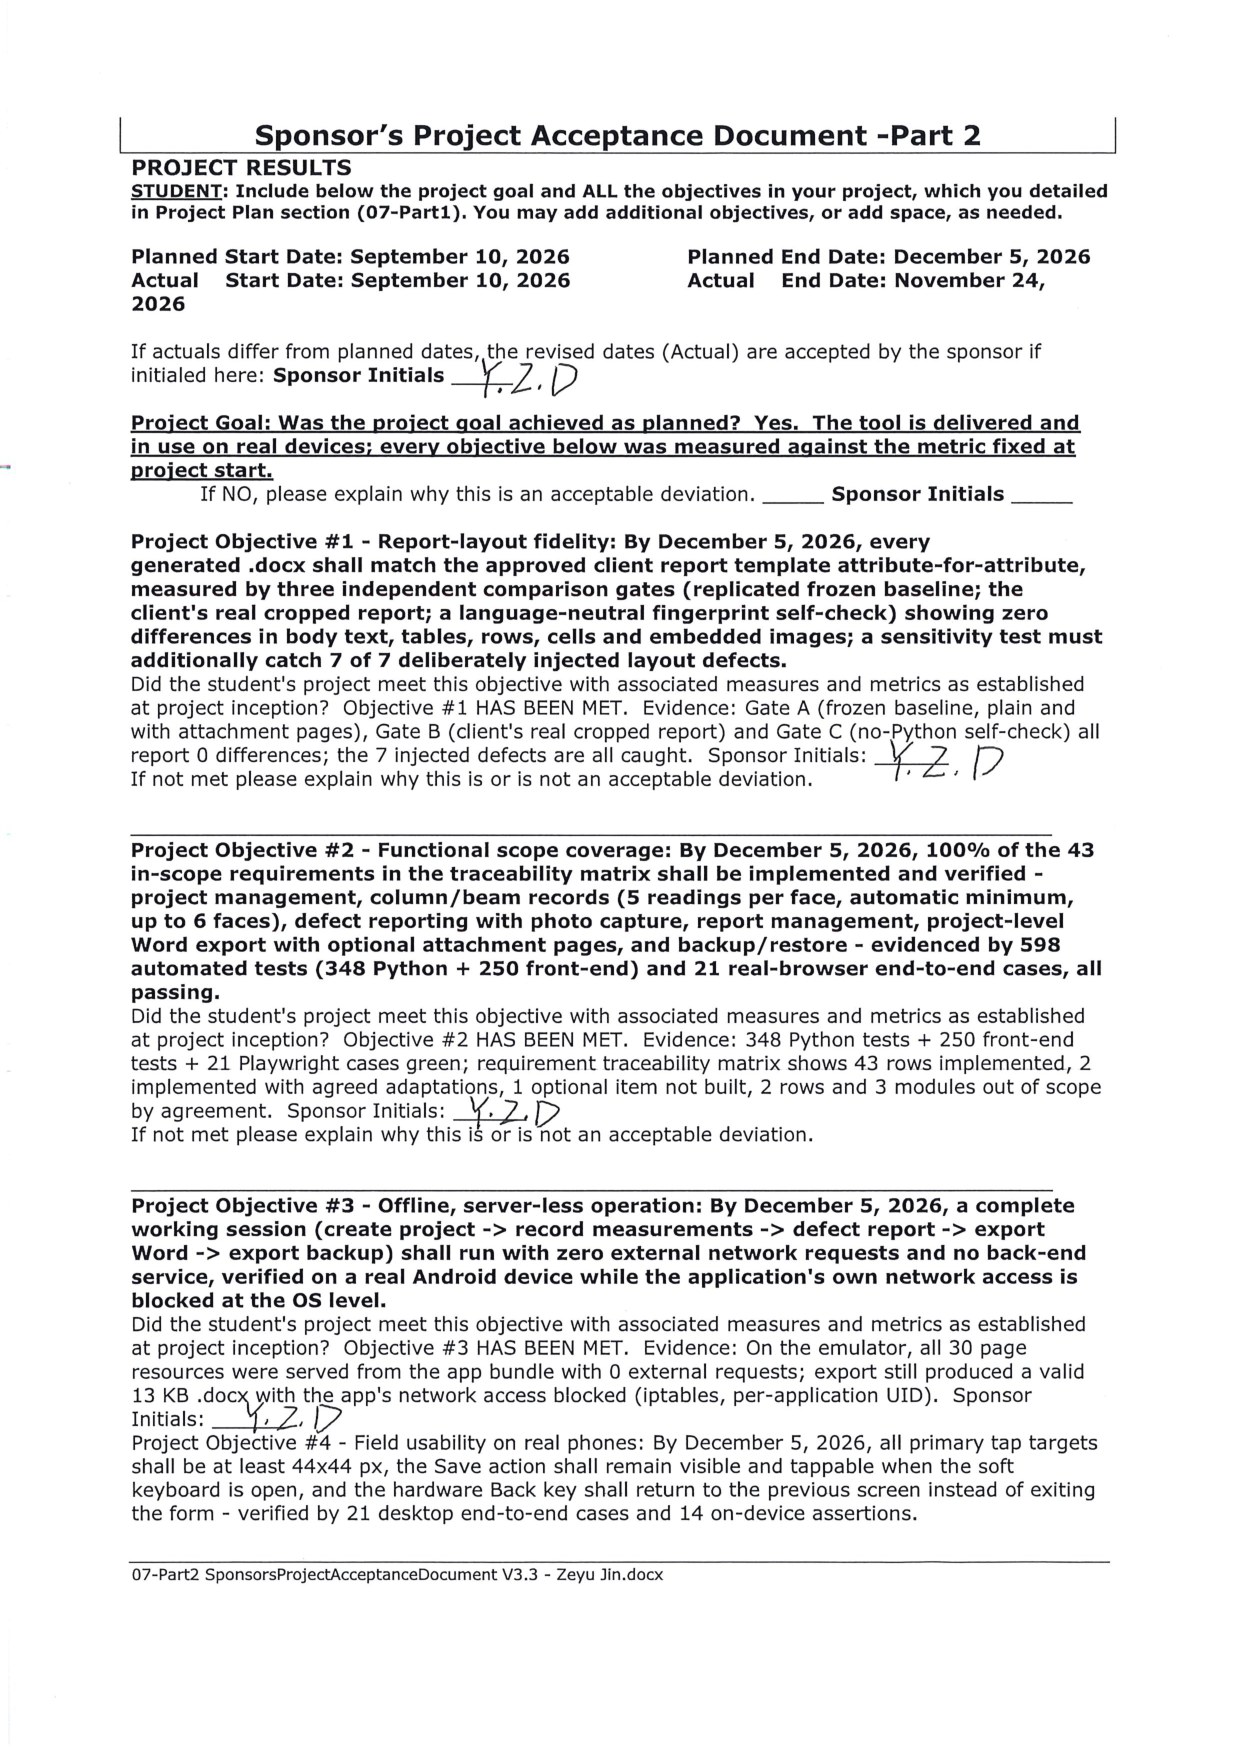 Sponsor's Project Acceptance Document -Part 2
PROJECT RESULTS
STUDENT: Include below the project goal and ALL the objectives in your project, which you detailed
in Project Plan section (07-Part1). You may add additional objectives, or add space, as needed.
Planned Start Date: September 10, 2026 Planned End Date: December 5, 2026
Actual Start Date: September 10, 2026 Actual End Date: November 24,
2026
If actuals differ from planned dates, the revised dates (Actual) are accepted by the sponsor if
initialed here: Sponsor Initials Y.Z.D
Project Goal: Was the project goal achieved as planned? Yes. The tool is delivered and
in use on real devices; every objective below was measured against the metric fixed at
project start.
If NO, please explain why this is an acceptable deviation. _____ Sponsor Initials _____
Project Objective #1 - Report-layout fidelity: By December 5, 2026, every
generated .docx shall match the approved client report template attribute-for-attribute,
measured by three independent comparison gates (replicated frozen baseline; the
client's real cropped report; a language-neutral fingerprint self-check) showing zero
differences in body text, tables, rows, cells and embedded images; a sensitivity test must
additionally catch 7 of 7 deliberately injected layout defects.
Did the student's project meet this objective with associated measures and metrics as established
at project inception? Objective #1 HAS BEEN MET. Evidence: Gate A (frozen baseline, plain and
with attachment pages), Gate B (client's real cropped report) and Gate C (no-Python self-check) all
report 0 differences; the 7 injected defects are all caught. Sponsor Initials: Y.Z.D
If not met please explain why this is or is not an acceptable deviation.
Project Objective #2 - Functional scope coverage: By December 5, 2026, 100% of the 43
in-scope requirements in the traceability matrix shall be implemented and verified -
project management, column/beam records (5 readings per face, automatic minimum,
up to 6 faces), defect reporting with photo capture, report management, project-level
Word export with optional attachment pages, and backup/restore - evidenced by 598
automated tests (348 Python + 250 front-end) and 21 real-browser end-to-end cases, all
passing.
Did the student's project meet this objective with associated measures and metrics as established
at project inception? Objective #2 HAS BEEN MET. Evidence: 348 Python tests + 250 front-end
tests + 21 Playwright cases green; requirement traceability matrix shows 43 rows implemented, 2
implemented with agreed adaptations, 1 optional item not built, 2 rows and 3 modules out of scope
by agreement. Sponsor Initials: Y.Z.D
If not met please explain why this is or is not an acceptable deviation.
Project Objective #3 - Offline, server-less operation: By December 5, 2026, a complete
working session (create project -> record measurements -> defect report -> export
Word -> export backup) shall run with zero external network requests and no back-end
service, verified on a real Android device while the application's own network access is
blocked at the OS level.
Did the student's project meet this objective with associated measures and metrics as established
at project inception? Objective #3 HAS BEEN MET. Evidence: On the emulator, all 30 page
resources were served from the app bundle with 0 external requests; export still produced a valid
13 KB .docx with the app's network access blocked (iptables, per-application UID). Sponsor
Initials: Y.Z.D
Project Objective #4 - Field usability on real phones: By December 5, 2026, all primary tap targets
shall be at least 44x44 px, the Save action shall remain visible and tappable when the soft
keyboard is open, and the hardware Back key shall return to the previous screen instead of exiting
the form - verified by 21 desktop end-to-end cases and 14 on-device assertions.
07-Part2 SponsorsProjectAcceptanceDocument V3.3 - Zeyu Jin.docx